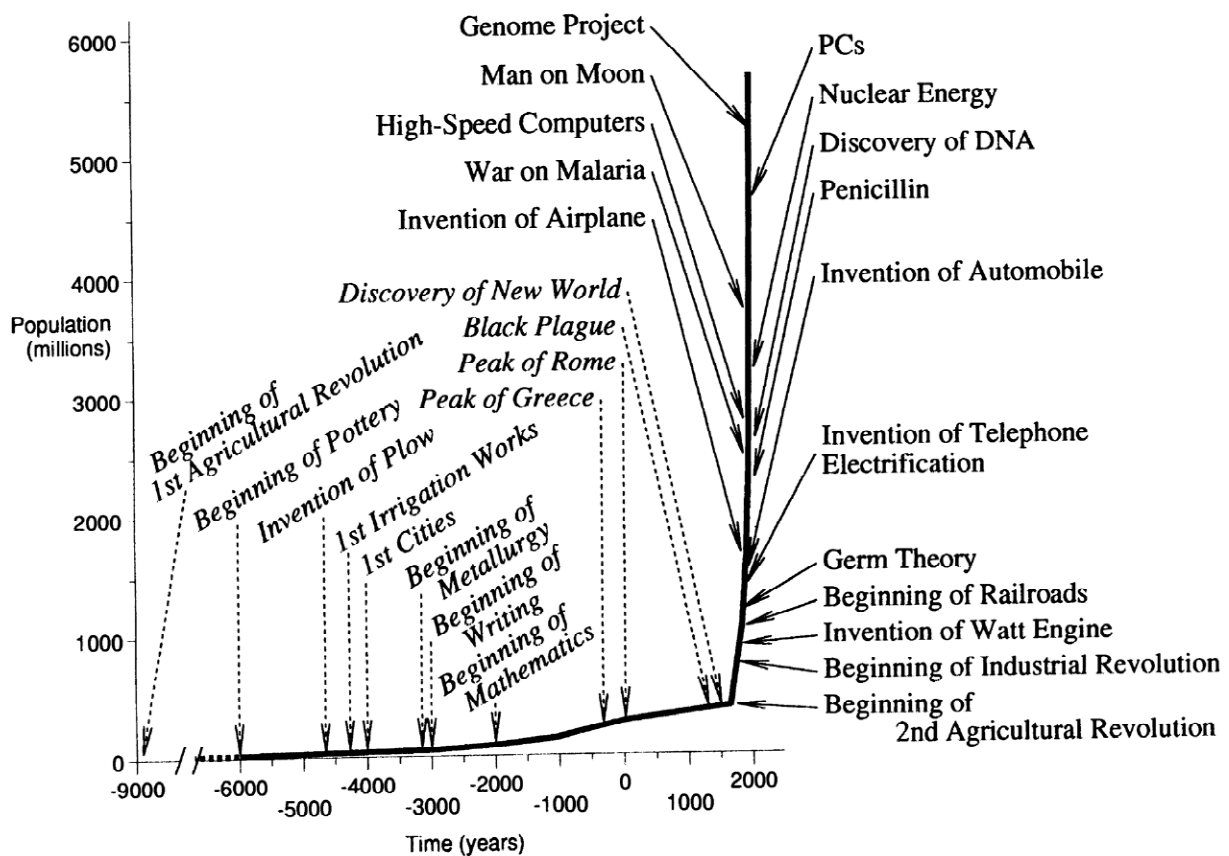 Genome Project
PCs
6000
Man on Moon
Nuclear Energy
High-Speed Computers
Discovery of DNA
5000
War on Malaria
Penicillin
Invention of Airplane
Invention of Automobile
4000
Discovery of New World
Population
(millions)
Black Plague
Peak of Rome
Peak of Greece
3000
Beginning of
1st Agricultural Revolution
Beginning of Pottery
Invention of Plow
1st Irrigation Works
1st Cities
Beginning of
Metallurgy
Beginning of
Writing
Beginning of
Mathematics
Invention of Telephone
Electrification
2000
Germ Theory
Beginning of Railroads
1000
Invention of Watt Engine
Beginning of Industrial Revolution
Beginning of
2nd Agricultural Revolution
0
-9000
-6000
-5000
-4000
-3000
-2000
-1000
0
1000
2000
Time (years)